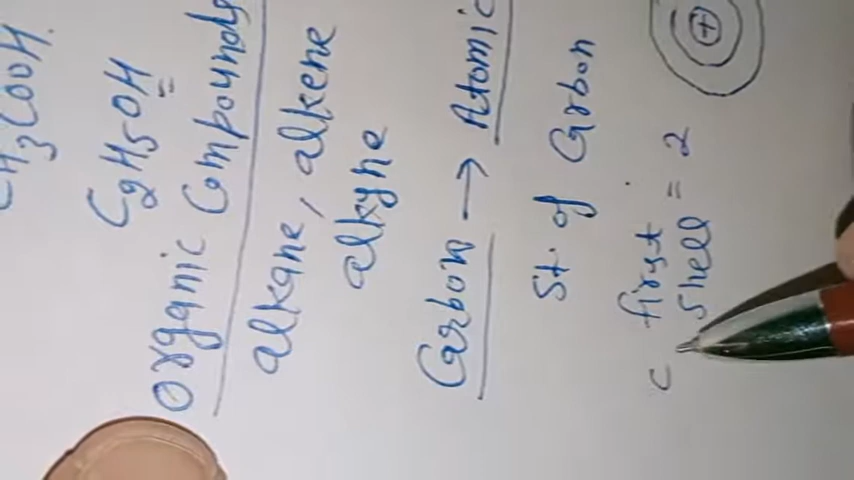 CH3COOH.
C2H5OH
Organic Compounds
alkane, alkene
alkyne
Carbon → Atomic
St. of Carbon
+
first
C shell = 2